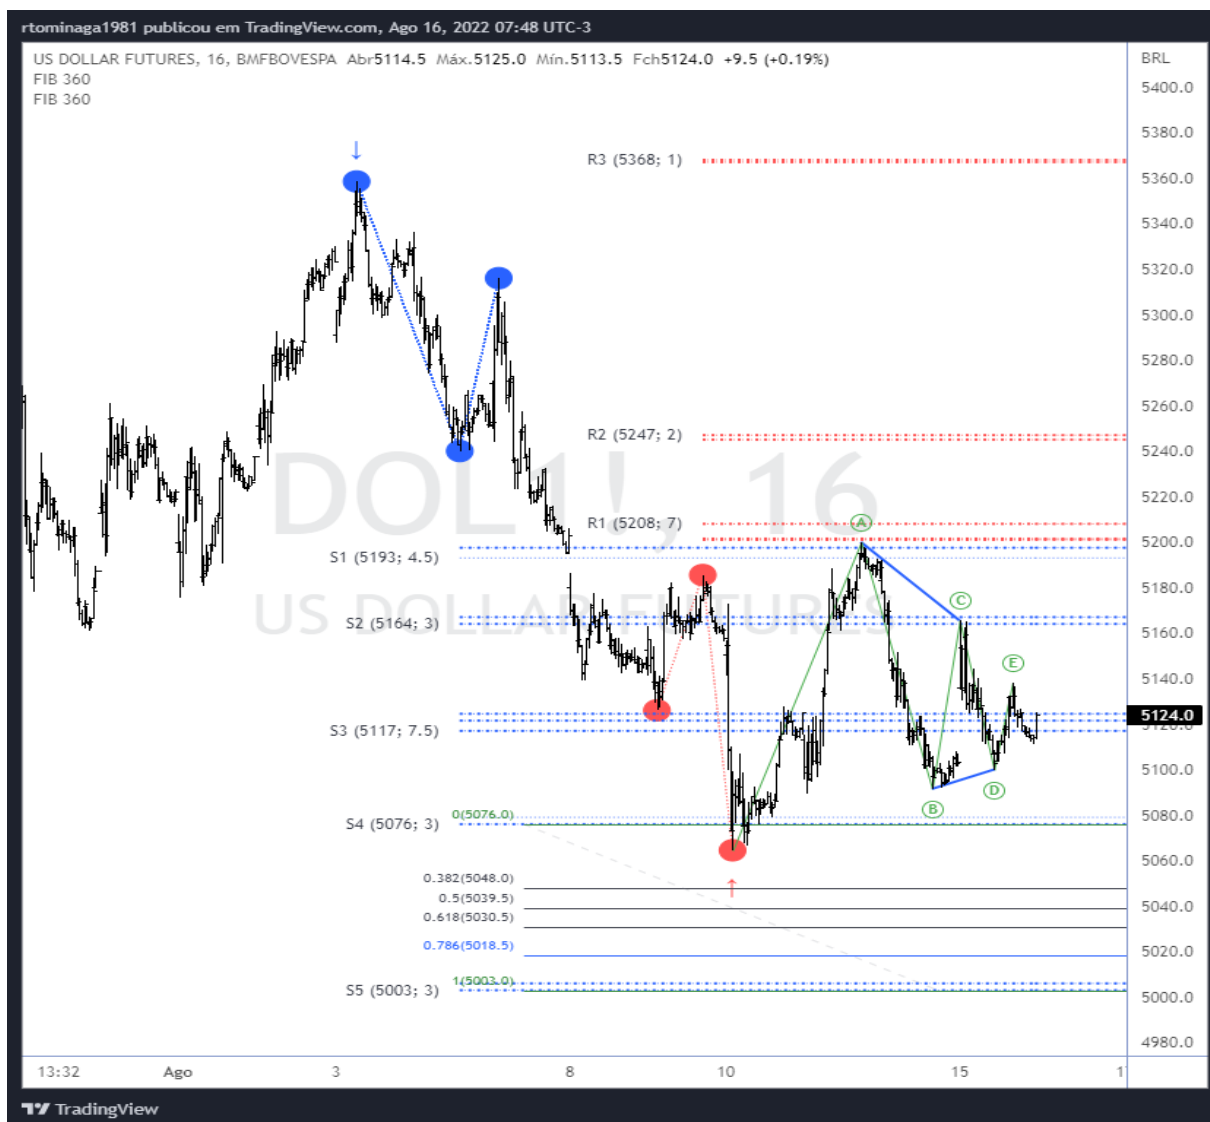 rtominaga1981 publicou em TradingView.com, Ago 16, 2022 07:48 UTC-3
US DOLLAR FUTURES, 16, BMFBOVESPA Abr5114.5 Máx.5125.0 Mín.5113.5 Fch5124.0 +9.5 (+0.19%)
BRL
FIB 360
FIB 360
5400.0
5380.0
R3 (5368; 1)
5360.0
5340.0
5320.0
5300.0
5280.0
5260.0
R2 (5247; 2)
5240.0
DOL1!, 16
5220.0
R1 (5208; 7)
A
5200.0
S1 (5193; 4.5)
5180.0
US DOLLAR FUTURES
C
S2 (5164; 3)
5160.0
E
5140.0
5124.0
5120.0
S3 (5117; 7.5)
5100.0
D
B
0(5076.0)
5080.0
S4 (5076; 3)
5060.0
0.382(5048.0)
5040.0
0.5(5039.5)
0.618(5030.5)
0.786(5018.5)
5020.0
1(5003.0)
S5 (5003; 3)
5000.0
4980.0
13:32 Ago 3 8 10 15
TradingView